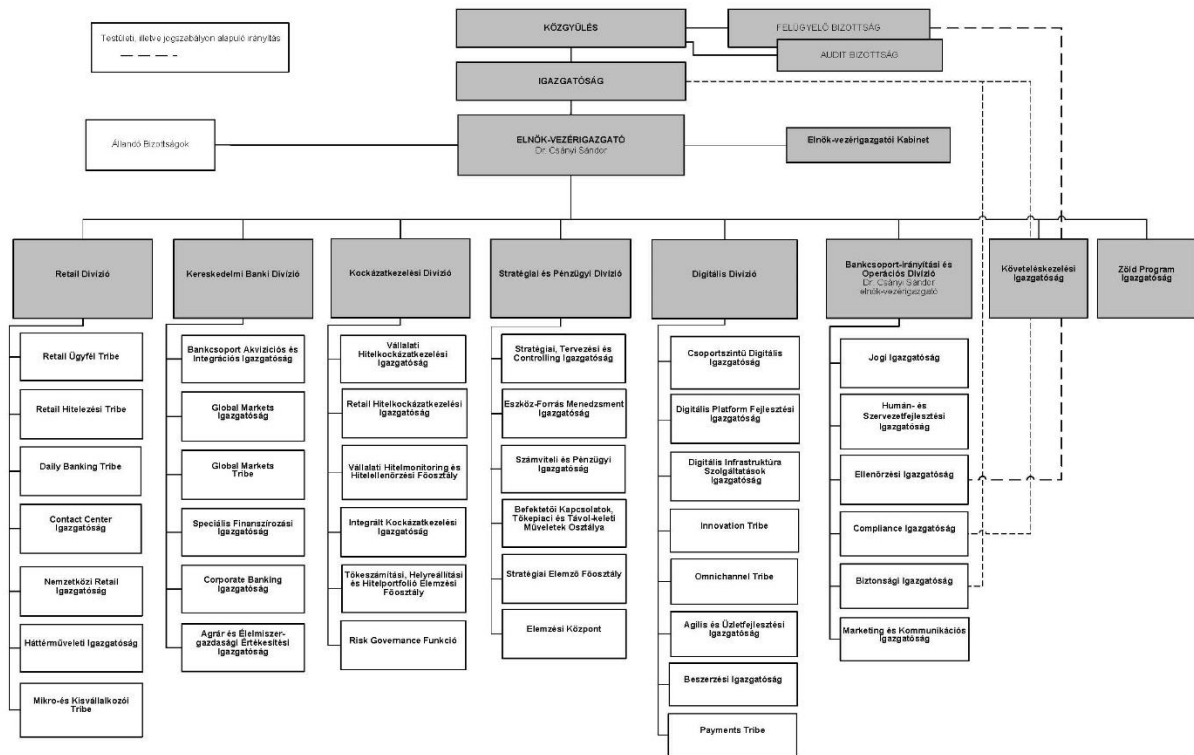 Testületi, illetve jogszabályon alapuló irányítás
KÖZGYŰLÉS
FELÜGYELŐ BIZOTTSÁG
AUDIT BIZOTTSÁG
IGAZGATÓSÁG
Állandó Bizottságok
ELNÖK-VEZÉRIGAZGATÓ
Dr. Csányi Sándor
Elnök-vezérigazgatói Kabinet
Retail Divízió
Kereskedelmi Banki Divízió
Kockázatkezelési Divízió
Stratégiai és Pénzügyi Divízió
Digitális Divízió
Bankcsoport-irányítási és
Operációs Divízió
Dr. Csányi Sándor
elnök-vezérigazgató
Követeléskezelési
Igazgatóság
Zöld Program
Igazgatóság
Retail Ügyfél Tribe
Retail Hitelezési Tribe
Daily Banking Tribe
Contact Center
Igazgatóság
Nemzetközi Retail
Igazgatóság
Háttérműveleti Igazgatóság
Mikro-és Kisvállalkozói
Tribe
Bankcsoport Akvizíciós és
Integrációs Igazgatóság
Global Markets
Igazgatóság
Global Markets
Tribe
Speciális Finanszírozási
Igazgatóság
Corporate Banking
Igazgatóság
Agrár és Élelmiszer-
gazdasági Értékesítési
Igazgatóság
Vállalati
Hitelkockázatkezelési
Igazgatóság
Retail Hitelkockázatkezelési
Igazgatóság
Vállalati Hitelmonitoring és
Hitelellenőrzési Főosztály
Integrált Kockázatkezelési
Igazgatóság
Tőkeszámítási, Helyreállítási
és Hitelportfolió Elemzési
Főosztály
Risk Governance Funkció
Stratégiai, Tervezési és
Controlling Igazgatóság
Eszköz-Forrás Menedzsment
Igazgatóság
Számviteli és Pénzügyi
Igazgatóság
Befektetői Kapcsolatok,
Tőkepiaci és Távol-keleti
Műveletek Osztálya
Stratégiai Elemző Főosztály
Elemzési Központ
Csoportszintű Digitális
Igazgatóság
Digitális Platform Fejlesztési
Igazgatóság
Digitális Infrastruktúra
Szolgáltatások
Igazgatóság
Innovation Tribe
Omnichannel Tribe
Agilis és Üzletfejlesztési
Igazgatóság
Beszerzési Igazgatóság
Payments Tribe
Jogi Igazgatóság
Humán- és
Szervezetfejlesztési
Igazgatóság
Ellenőrzési Igazgatóság
Compliance Igazgatóság
Biztonsági Igazgatóság
Marketing és Kommunikációs
Igazgatóság